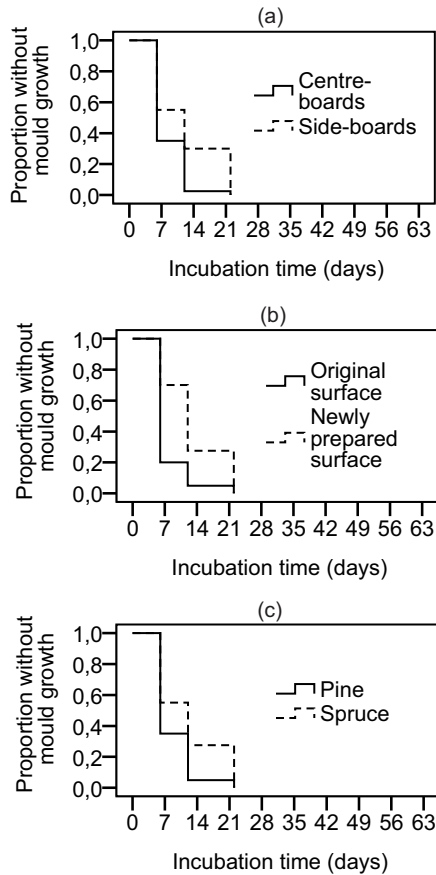 (a)
Proportion without
mould growth
1,0
0,8
0,6
0,4
0,2
0,0
Centre-
boards
Side-boards
0 7 14 21 28 35 42 49 56 63
Incubation time (days)
(b)
Proportion without
mould growth
1,0
0,8
0,6
0,4
0,2
0,0
Original
surface
Newly
prepared
surface
0 7 14 21 28 35 42 49 56 63
Incubation time (days)
(c)
Proportion without
mould growth
1,0
0,8
0,6
0,4
0,2
0,0
Pine
Spruce
0 7 14 21 28 35 42 49 56 63
Incubation time (days)